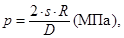 p = 2·s·R / D (МПа),